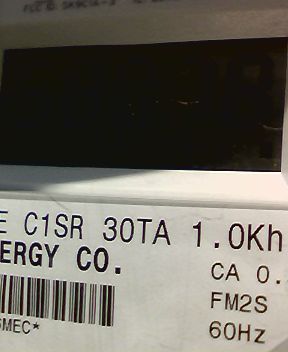 E C1SR 30TA 1.0Kh
ERGY CO.
CA 0.
FM2S
60Hz
MEC*